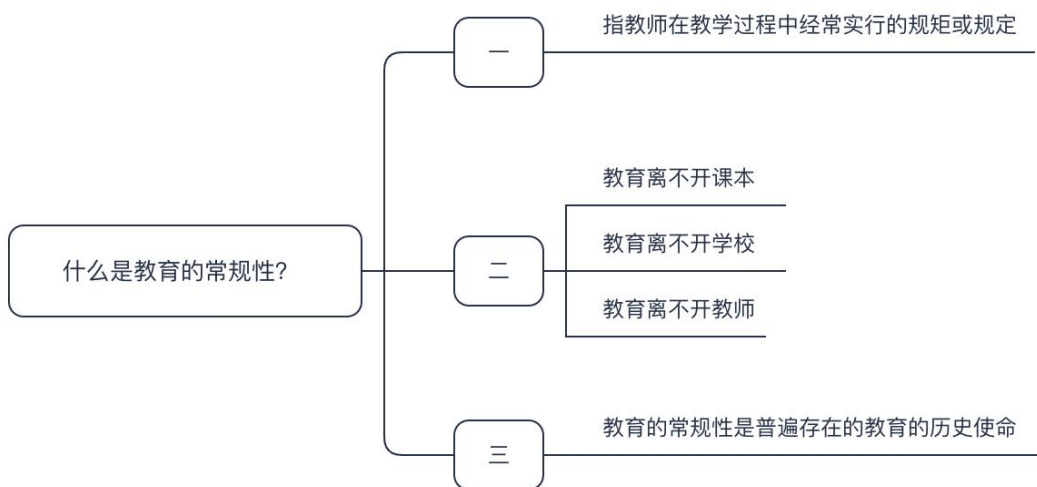 什么是教育的常规性?
一
指教师在教学过程中经常实行的规矩或规定
二
教育离不开课本
教育离不开学校
教育离不开教师
三
教育的常规性是普遍存在的教育的历史使命